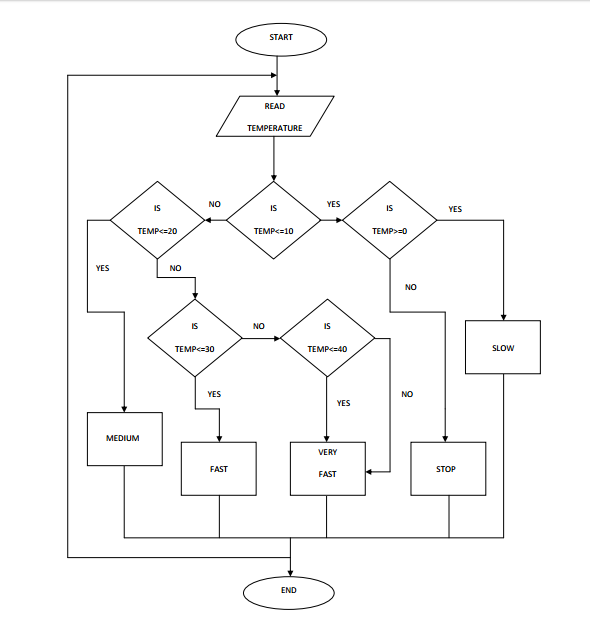 START
READ
TEMPERATURE
IS
TEMP<=20
NO
IS
TEMP<=10
YES
IS
TEMP>=0
YES
YES
NO
NO
IS
TEMP<=30
NO
IS
TEMP<=40
SLOW
YES
YES
NO
MEDIUM
FAST
VERY
FAST
STOP
END